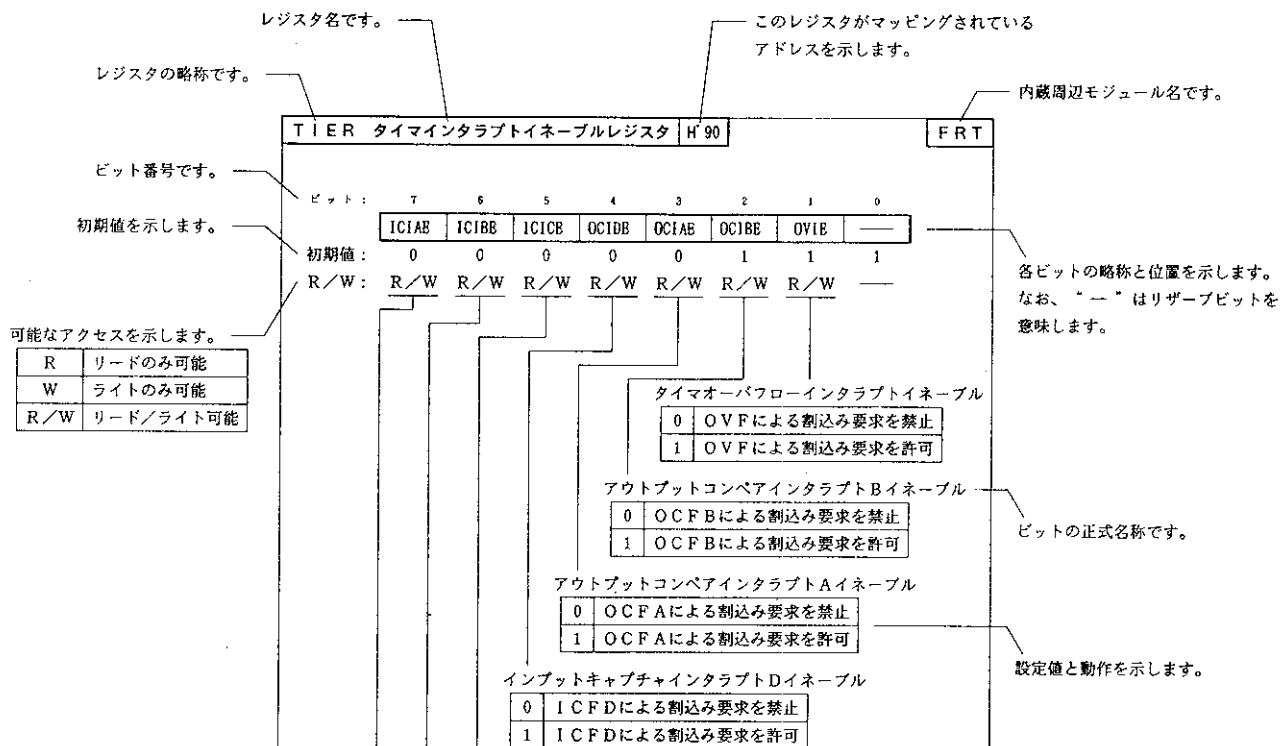 レジスタ名です。
このレジスタがマッピングされている
アドレスを示します。
レジスタの略称です。
内蔵周辺モジュール名です。
TIER タイマインタラプトイネーブルレジスタ H'90
FRT
ビット番号です。
ビット: 7 6 5 4 3 2 1 0
初期値を示します。
ICIAE ICIBE ICICE OCIDE OCIAE OCIBE OVIE —
初期値: 0 0 0 0 0 1 1 1
R/W: R/W R/W R/W R/W R/W R/W R/W —
各ビットの略称と位置を示します。
なお、“ — ”はリザーブビットを
意味します。
可能なアクセスを示します。
R リードのみ可能
W ライトのみ可能
R/W リード/ライト可能
タイマオーバフローインタラプトイネーブル
0 OVFによる割込み要求を禁止
1 OVFによる割込み要求を許可
アウトプットコンペアインタラプトBイネーブル
0 OCFBによる割込み要求を禁止
1 OCFBによる割込み要求を許可
ビットの正式名称です。
アウトプットコンペアインタラプトAイネーブル
0 OCFAによる割込み要求を禁止
1 OCFAによる割込み要求を許可
設定値と動作を示します。
インプットキャプチャインタラプトDイネーブル
0 ICFDによる割込み要求を禁止
1 ICFDによる割込み要求を許可